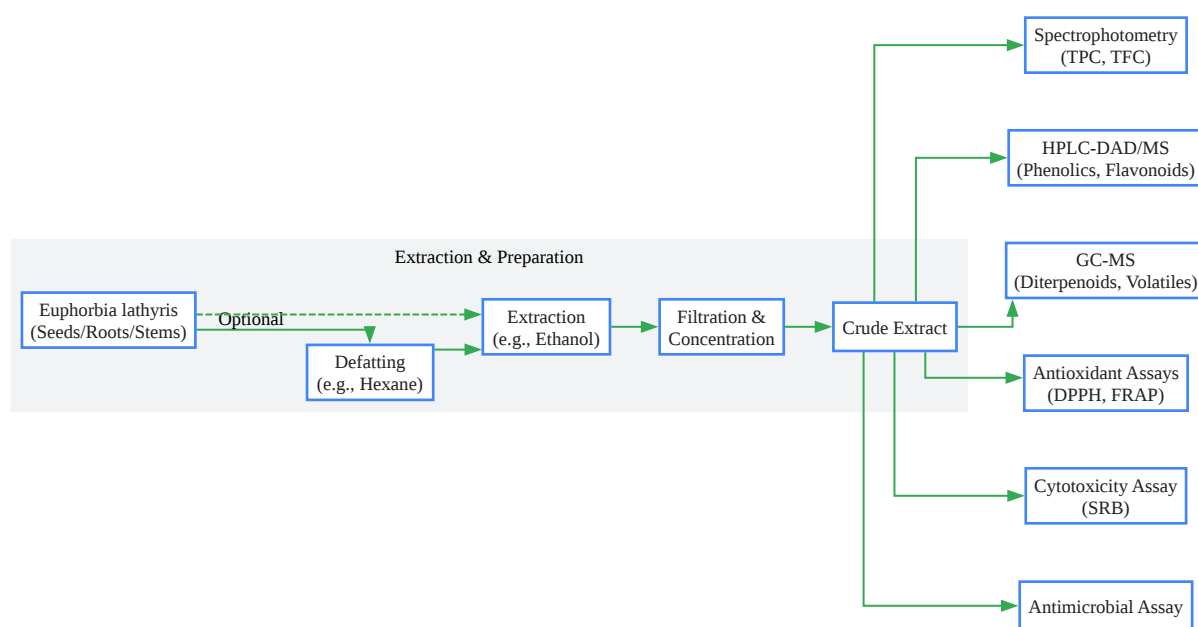 Spectrophotometry
(TPC, TFC)
HPLC-DAD/MS
(Phenolics, Flavonoids)
Extraction & Preparation
GC-MS
(Diterpenoids, Volatiles)
Euphorbia lathyris
(Seeds/Roots/Stems)
Optional
Defatting
(e.g., Hexane)
Extraction
(e.g., Ethanol)
Filtration &
Concentration
Crude Extract
Antioxidant Assays
(DPPH, FRAP)
Cytotoxicity Assay
(SRB)
Antimicrobial Assay